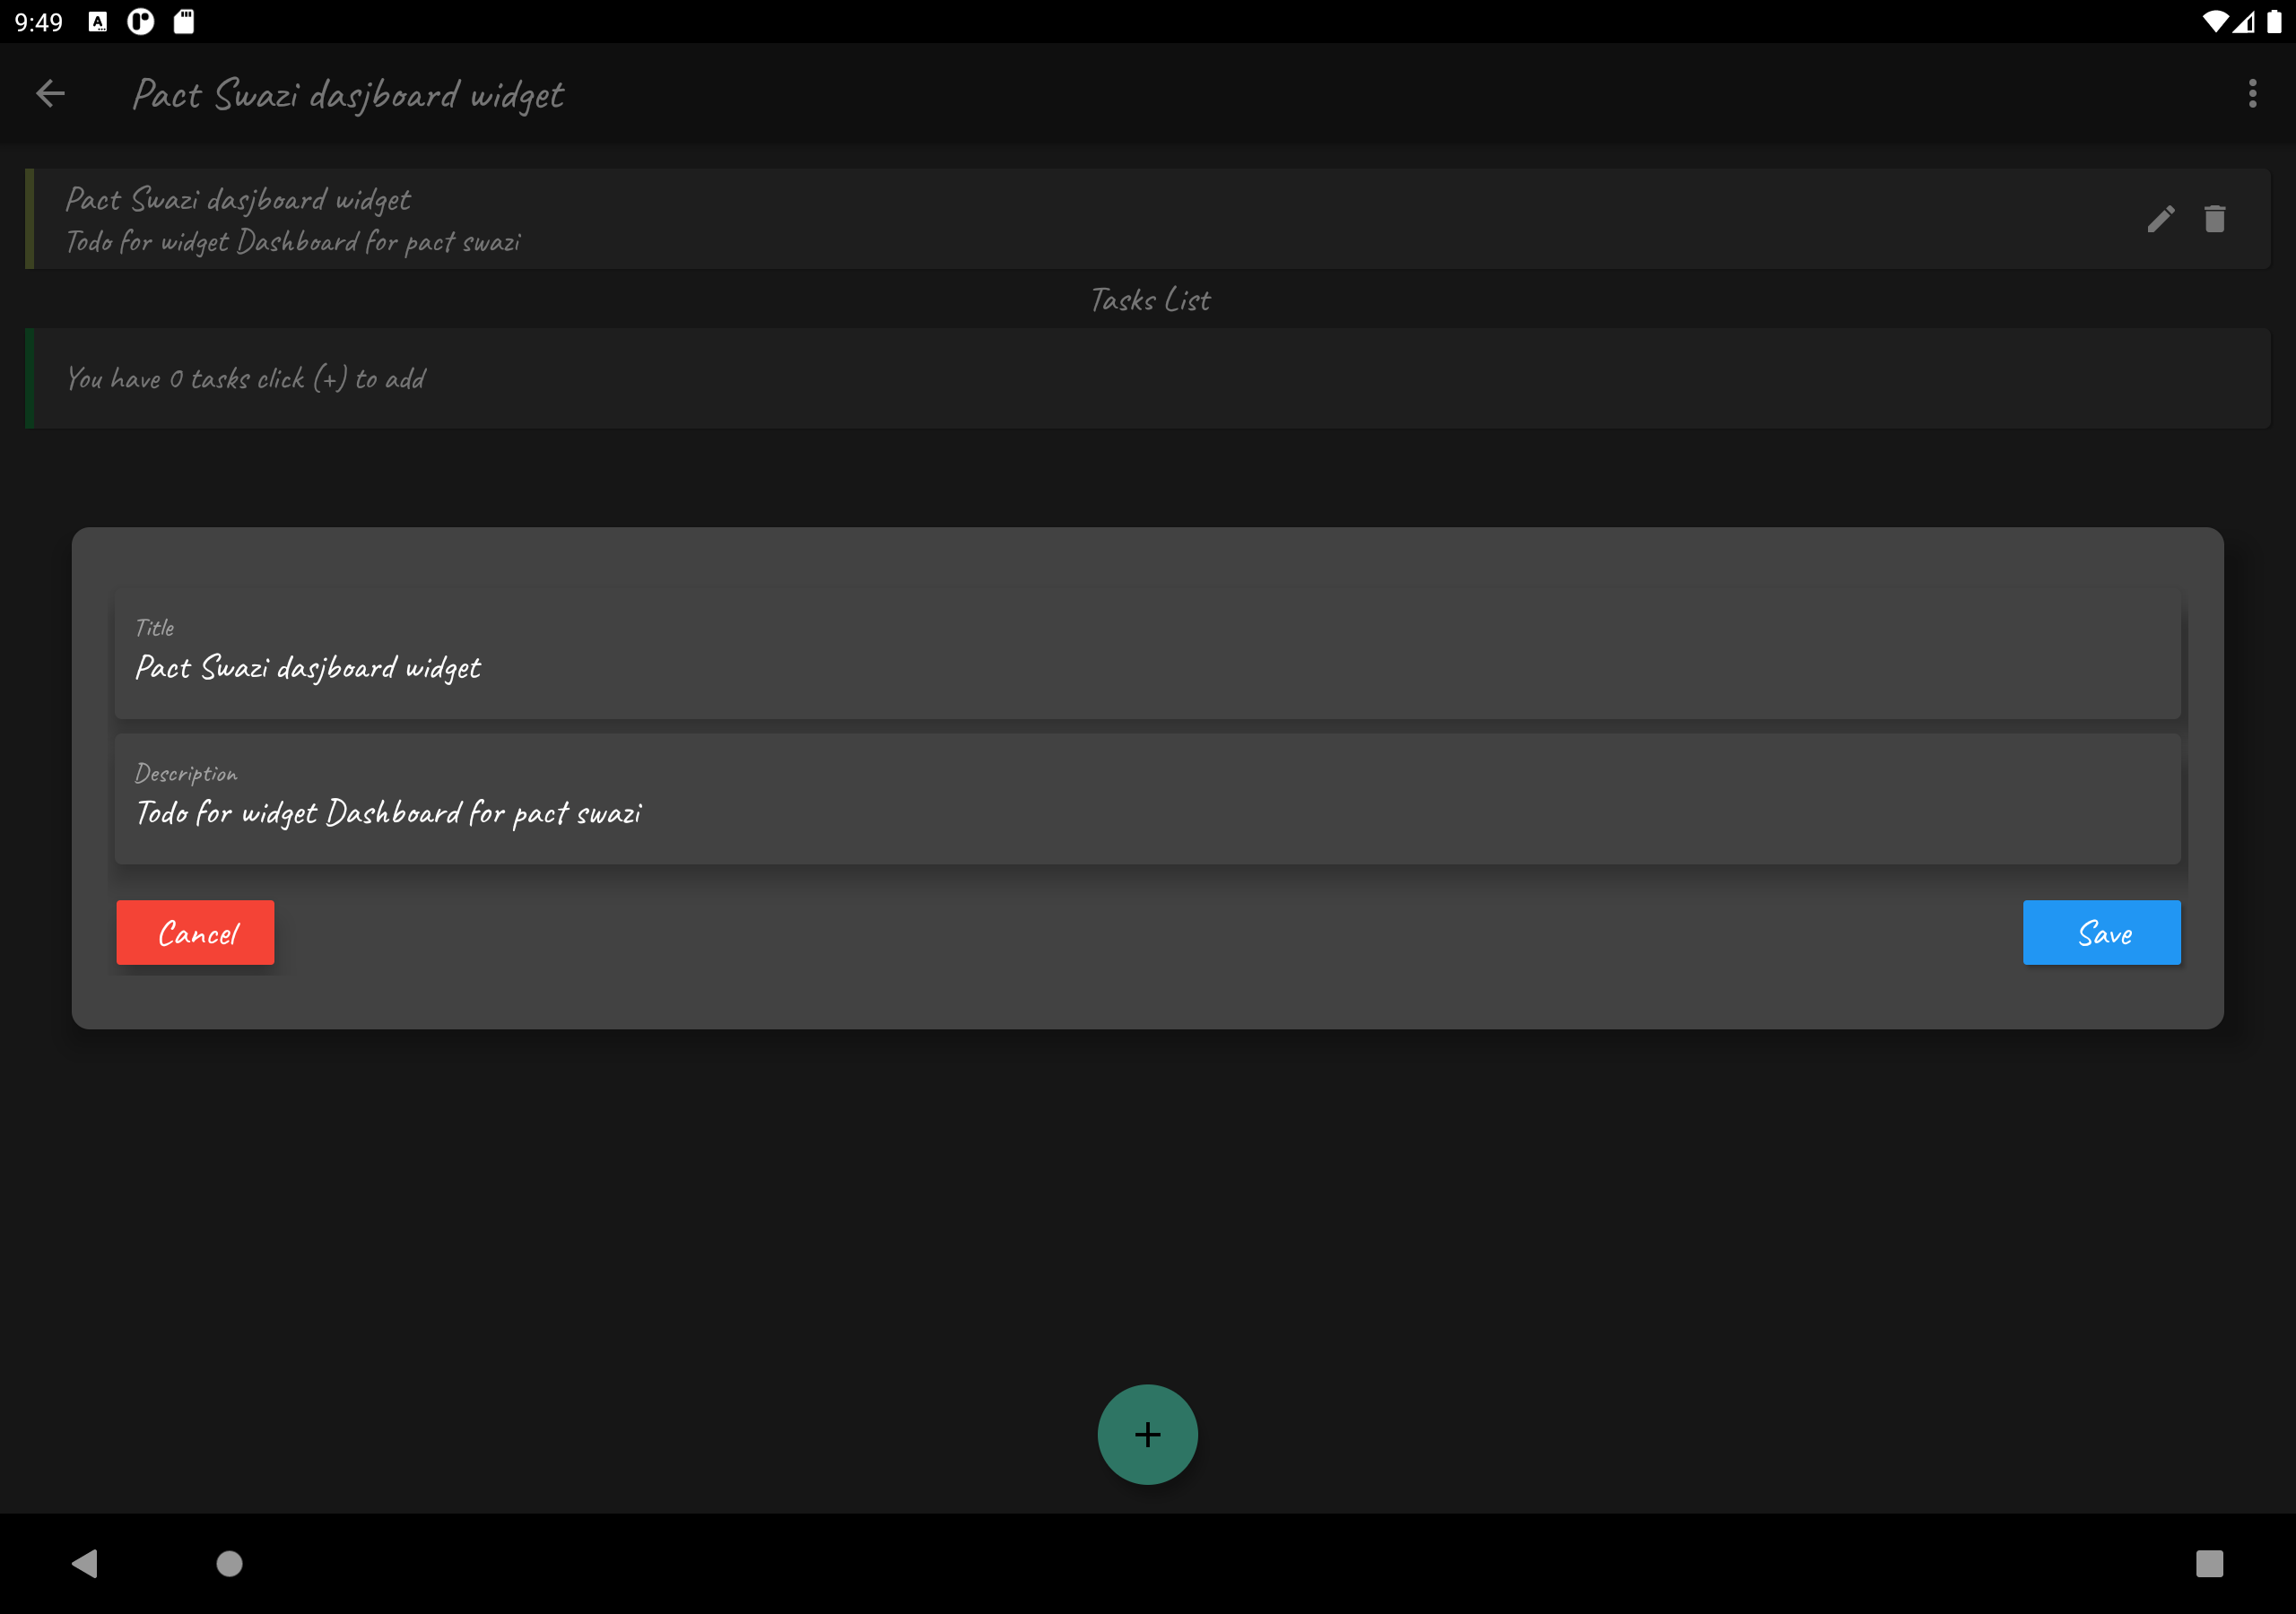 9:49
Pact Swazi dasjboard widget
Pact Swazi dasjboard widget
Todo for widget Dashboard for pact swazi
Tasks List
You have 0 tasks click (+) to add
Title
Pact Swazi dasjboard widget
Description
Todo for widget Dashboard for pact swazi
Cancel
Save